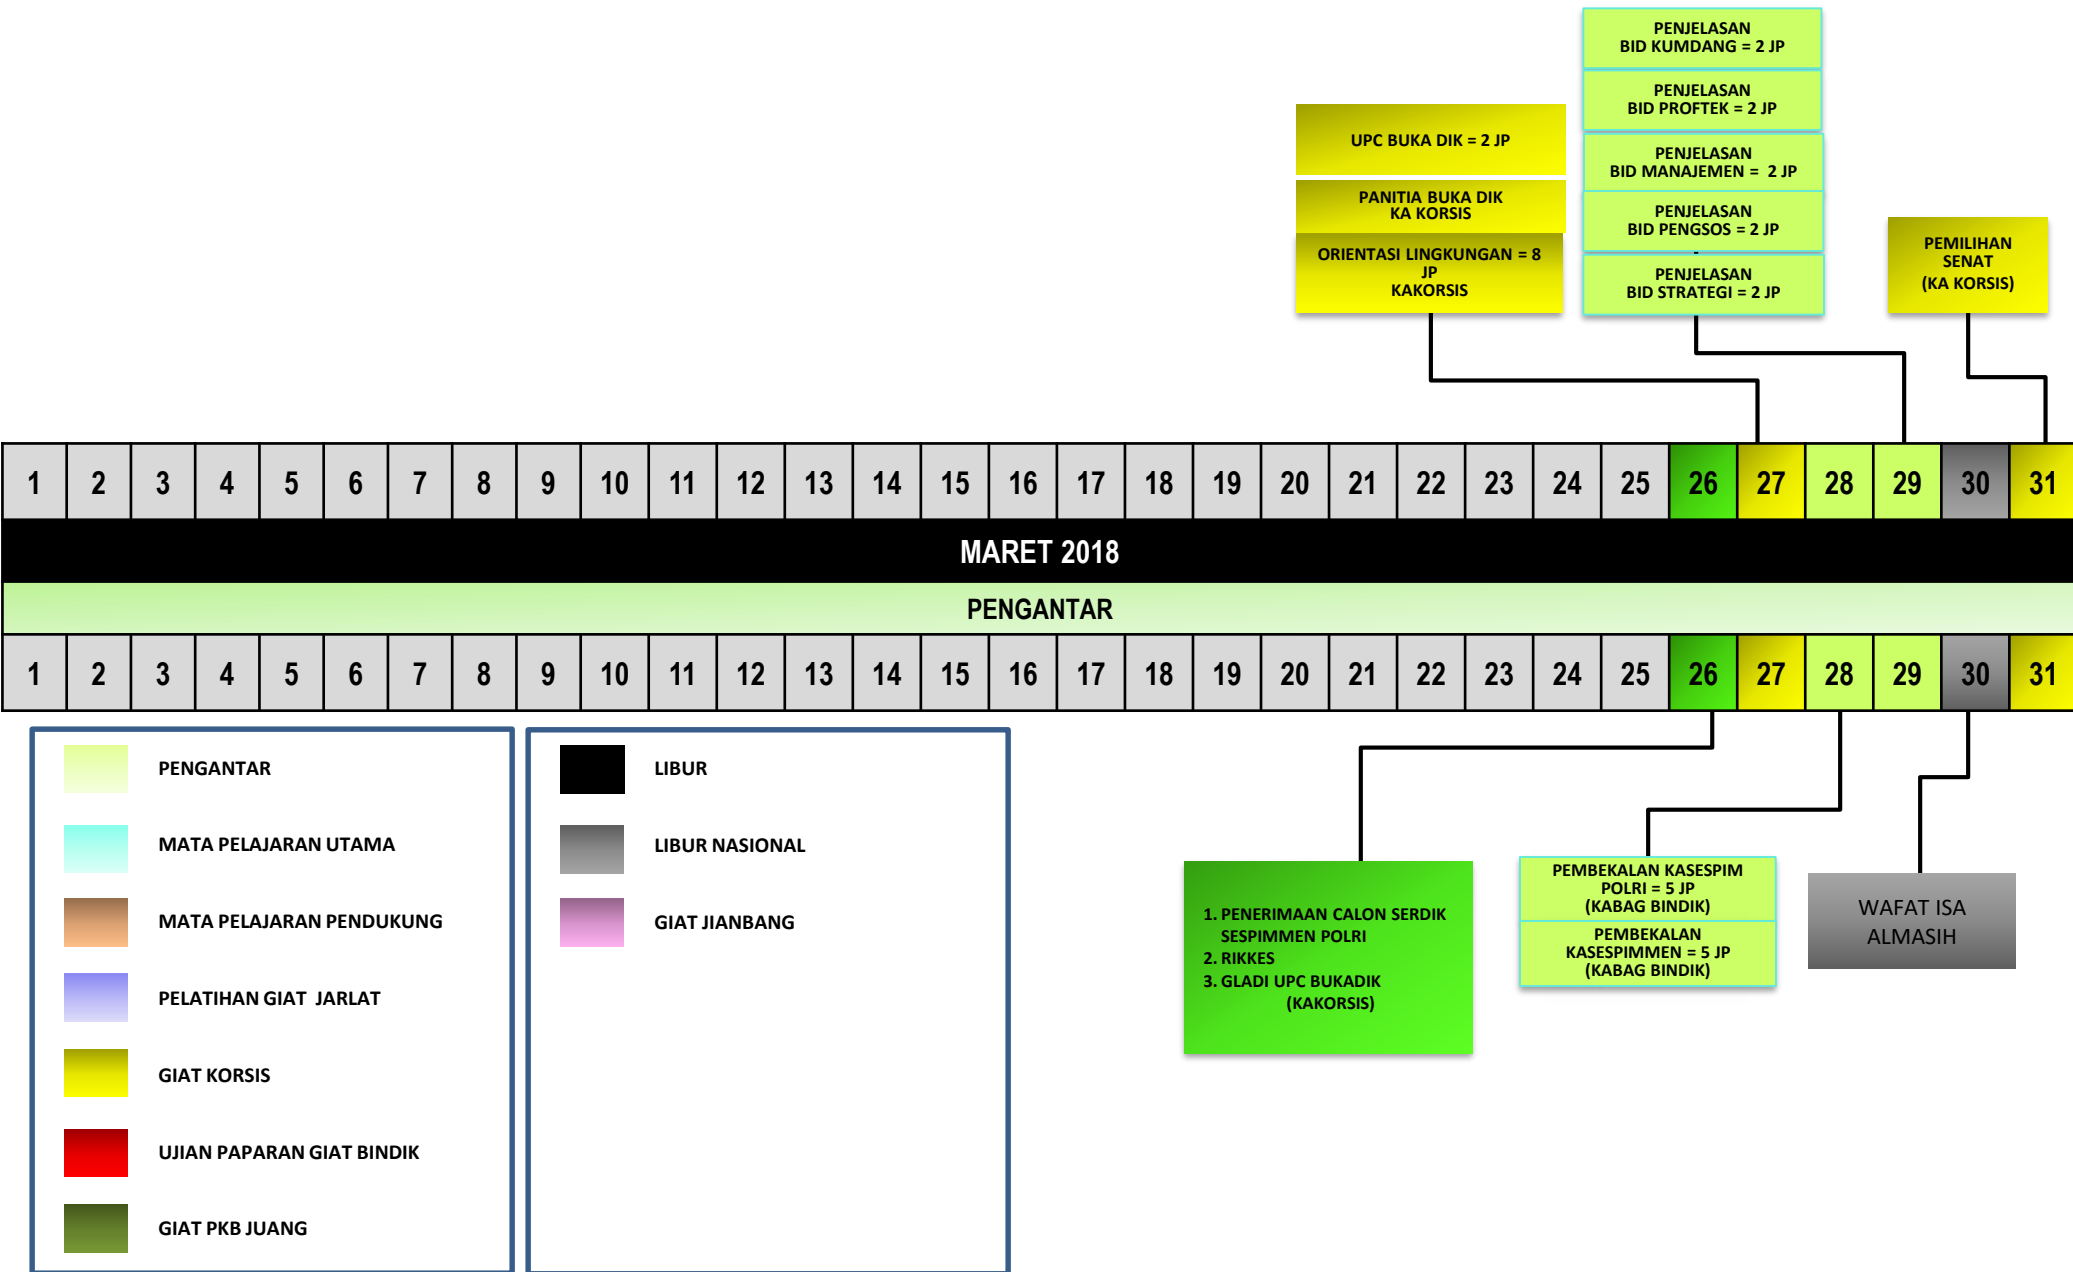 PENJELASAN
BID KUMDANG = 2 JP
PENJELASAN
BID PROFTEK = 2 JP
PENJELASAN
BID MANAJEMEN = 2 JP
PENJELASAN
BID PENGSOS = 2 JP
PENJELASAN
BID STRATEGI = 2 JP
UPC BUKA DIK = 2 JP
PANITIA BUKA DIK
KA KORSIS
ORIENTASI LINGKUNGAN = 8
JP
KAKORSIS
PEMILIHAN
SENAT
(KA KORSIS)
1 2 3 4 5 6 7 8 9 10 11 12 13 14 15 16 17 18 19 20 21 22 23 24 25 26 27 28 29 30 31
MARET 2018
PENGANTAR
1 2 3 4 5 6 7 8 9 10 11 12 13 14 15 16 17 18 19 20 21 22 23 24 25 26 27 28 29 30 31
PENGANTAR
MATA PELAJARAN UTAMA
MATA PELAJARAN PENDUKUNG
PELATIHAN GIAT JARLAT
GIAT KORSIS
UJIAN PAPARAN GIAT BINDIK
GIAT PKB JUANG
LIBUR
LIBUR NASIONAL
GIAT JIANBANG
1. PENERIMAAN CALON SERDIK
SESPIMMEN POLRI
2. RIKKES
3. GLADI UPC BUKADIK
(KAKORSIS)
PEMBEKALAN KASESPIM
POLRI = 5 JP
(KABAG BINDIK)
PEMBEKALAN
KASESPIMMEN = 5 JP
(KABAG BINDIK)
WAFAT ISA
ALMASIH